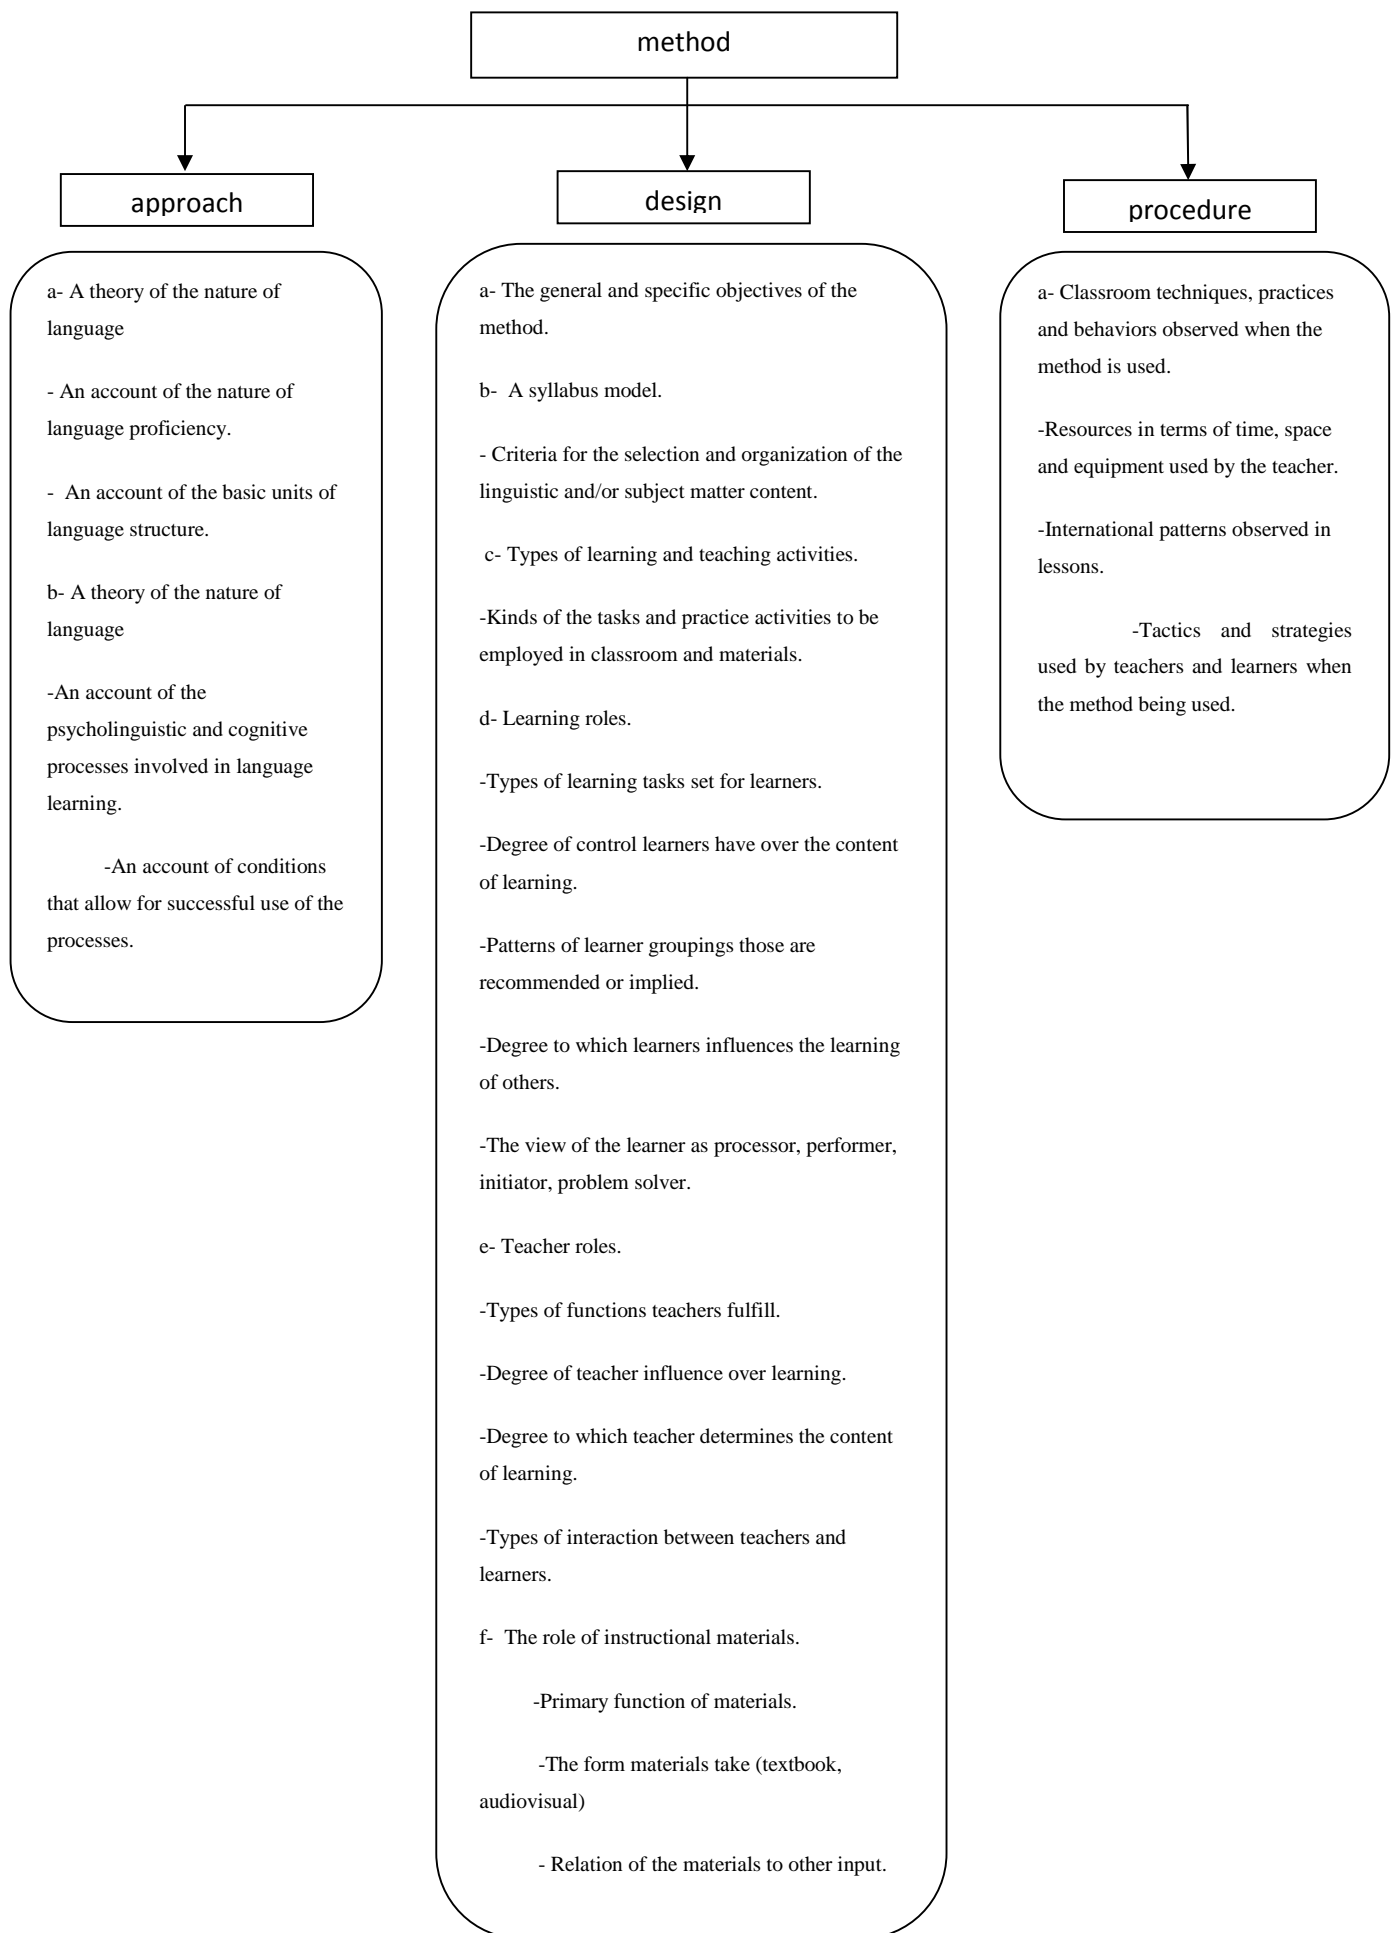 method
approach
design
procedure
a- A theory of the nature of
language
- An account of the nature of
language proficiency.
- An account of the basic units of
language structure.
b- A theory of the nature of
language
-An account of the
psycholinguistic and cognitive
processes involved in language
learning.
-An account of conditions
that allow for successful use of the
processes.
a- The general and specific objectives of the
method.
b- A syllabus model.
- Criteria for the selection and organization of the
linguistic and/or subject matter content.
c- Types of learning and teaching activities.
-Kinds of the tasks and practice activities to be
employed in classroom and materials.
d- Learning roles.
-Types of learning tasks set for learners.
-Degree of control learners have over the content
of learning.
-Patterns of learner groupings those are
recommended or implied.
-Degree to which learners influences the learning
of others.
-The view of the learner as processor, performer,
initiator, problem solver.
e- Teacher roles.
-Types of functions teachers fulfill.
-Degree of teacher influence over learning.
-Degree to which teacher determines the content
of learning.
-Types of interaction between teachers and
learners.
f- The role of instructional materials.
-Primary function of materials.
-The form materials take (textbook,
audiovisual)
- Relation of the materials to other input.
a- Classroom techniques, practices
and behaviors observed when the
method is used.
-Resources in terms of time, space
and equipment used by the teacher.
-International patterns observed in
lessons.
-Tactics and strategies
used by teachers and learners when
the method being used.